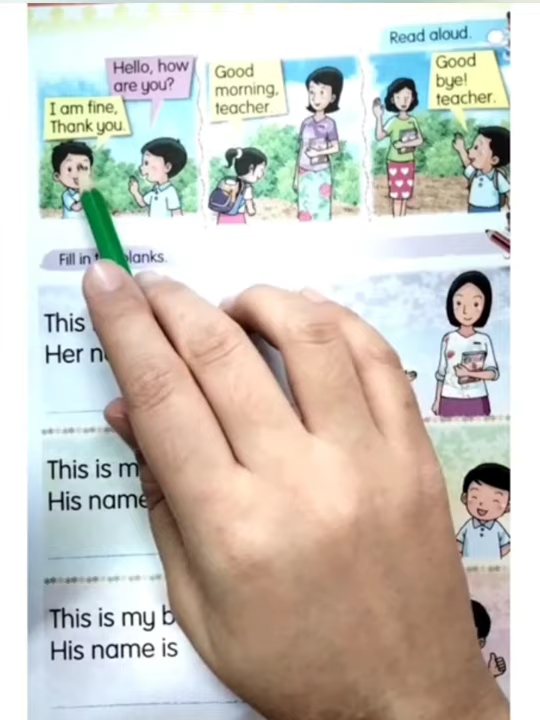 Read aloud.
Hello, how
are you?
I am fine,
Thank you.
Good
morning,
teacher
Good
bye!
teacher.
Fill in
This
Her
This is
His name
This is my
His name is